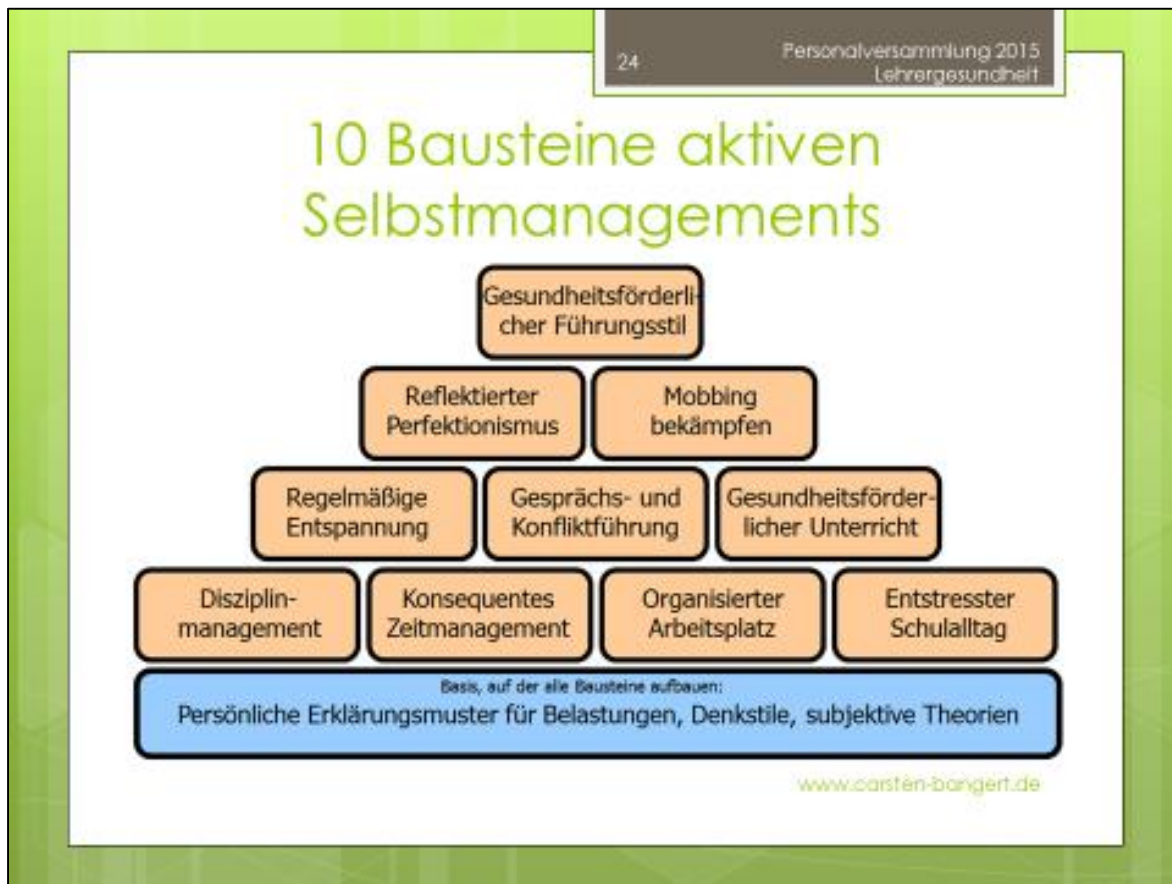 24
Personalversammlung 2015
Lehrergesundheit
10 Bausteine aktiven
Selbstmanagements
Gesundheitsförderli-
cher Führungsstil
Reflektierter
Perfektionismus
Mobbing
bekämpfen
Regelmäßige
Entspannung
Gesprächs- und
Konfliktführung
Gesundheitsförder-
licher Unterricht
Disziplin-
management
Konsequentes
Zeitmanagement
Organisierter
Arbeitsplatz
Entstresster
Schulalltag
Basis, auf der alle Bausteine aufbauen:
Persönliche Erklärungsmuster für Belastungen, Denkstile, subjektive Theorien
www.carsten-bangert.de